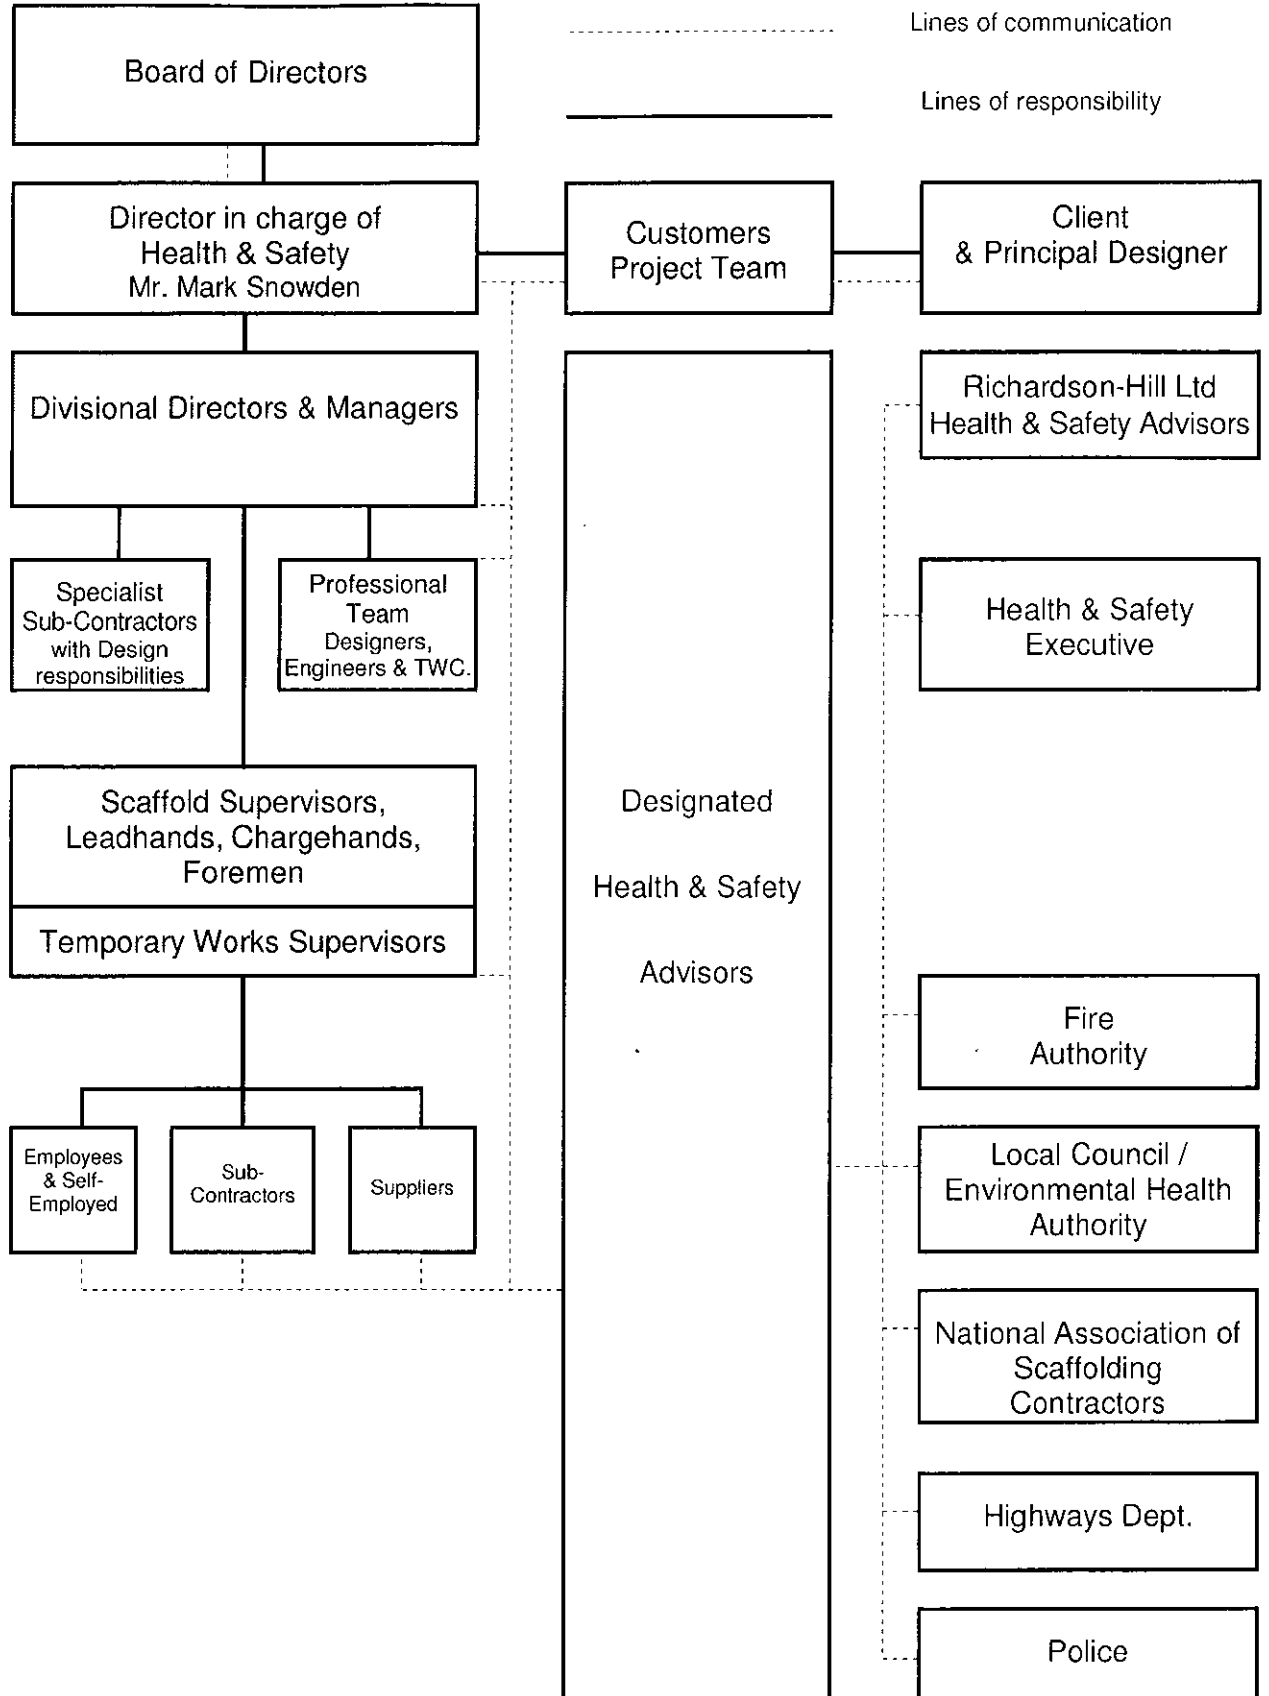 Lines of communication
Lines of responsibility
Board of Directors
Director in charge of
Health & Safety
Mr. Mark Snowden
Customers
Project Team
Client
& Principal Designer
Divisional Directors & Managers
Richardson-Hill Ltd
Health & Safety Advisors
Specialist
Sub-Contractors
with Design
responsibilities
Professional
Team
Designers,
Engineers & TWC.
Health & Safety
Executive
Scaffold Supervisors,
Leadhands, Chargehands,
Foremen
Temporary Works Supervisors
Designated
Health & Safety
Advisors
Fire
Authority
Employees
& Self-
Employed
Sub-
Contractors
Suppliers
Local Council /
Environmental Health
Authority
National Association of
Scaffolding
Contractors
Highways Dept.
Police